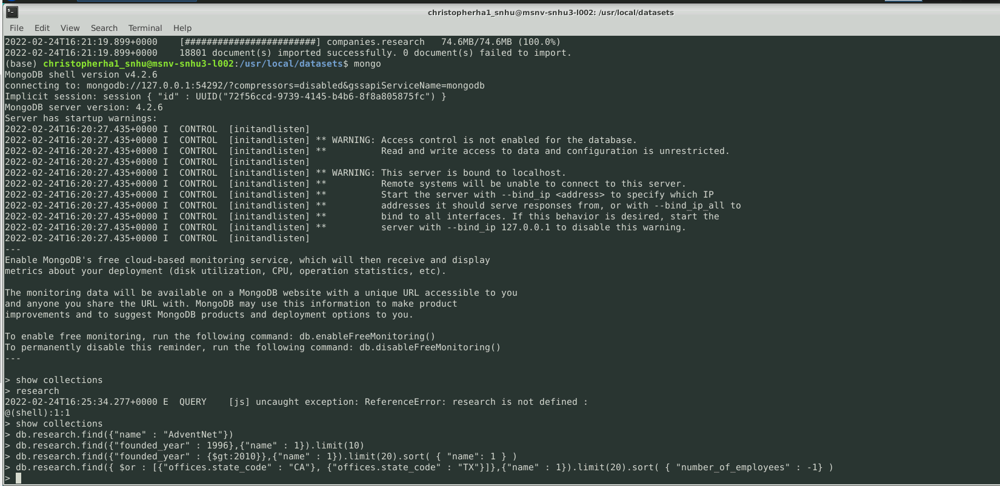 christopherha1_snhu@msnv-snhu3-l002: /usr/local/datasets
File Edit View Search Terminal Help
2022-02-24T16:21:19.899+0000    [########################] companies.research   74.6MB/74.6MB (100.0%)
2022-02-24T16:21:19.899+0000    18801 document(s) imported successfully. 0 document(s) failed to import.
(base) christopherha1_snhu@msnv-snhu3-l002:/usr/local/datasets$ mongo
MongoDB shell version v4.2.6
connecting to: mongodb://127.0.0.1:54292/?compressors=disabled&gssapiServiceName=mongodb
Implicit session: session { "id" : UUID("72f56ccd-9739-4145-b4b6-8f8a805875fc") }
MongoDB server version: 4.2.6
Server has startup warnings:
2022-02-24T16:20:27.435+0000 I  CONTROL  [initandlisten]
2022-02-24T16:20:27.435+0000 I  CONTROL  [initandlisten] ** WARNING: Access control is not enabled for the database.
2022-02-24T16:20:27.435+0000 I  CONTROL  [initandlisten] **          Read and write access to data and configuration is unrestricted.
2022-02-24T16:20:27.435+0000 I  CONTROL  [initandlisten]
2022-02-24T16:20:27.435+0000 I  CONTROL  [initandlisten] ** WARNING: This server is bound to localhost.
2022-02-24T16:20:27.435+0000 I  CONTROL  [initandlisten] **          Remote systems will be unable to connect to this server.
2022-02-24T16:20:27.435+0000 I  CONTROL  [initandlisten] **          Start the server with --bind_ip <address> to specify which IP
2022-02-24T16:20:27.435+0000 I  CONTROL  [initandlisten] **          addresses it should serve responses from, or with --bind_ip_all to
2022-02-24T16:20:27.435+0000 I  CONTROL  [initandlisten] **          bind to all interfaces. If this behavior is desired, start the
2022-02-24T16:20:27.435+0000 I  CONTROL  [initandlisten] **          server with --bind_ip 127.0.0.1 to disable this warning.
2022-02-24T16:20:27.435+0000 I  CONTROL  [initandlisten]
---
Enable MongoDB's free cloud-based monitoring service, which will then receive and display
metrics about your deployment (disk utilization, CPU, operation statistics, etc).

The monitoring data will be available on a MongoDB website with a unique URL accessible to you
and anyone you share the URL with. MongoDB may use this information to make product
improvements and to suggest MongoDB products and deployment options to you.

To enable free monitoring, run the following command: db.enableFreeMonitoring()
To permanently disable this reminder, run the following command: db.disableFreeMonitoring()
---

> show collections
> research
2022-02-24T16:25:34.277+0000 E  QUERY    [js] uncaught exception: ReferenceError: research is not defined :
@(shell):1:1
> show collections
> db.research.find({"name" : "AdventNet"})
> db.research.find({"founded_year" : 1996},{"name" : 1}).limit(10)
> db.research.find({"founded_year" : {$gt:2010}},{"name" : 1}).limit(20).sort( { "name": 1 } )
> db.research.find({ $or : [{"offices.state_code" : "CA"}, {"offices.state_code" : "TX"}]},{"name" : 1}).limit(20).sort( { "number_of_employees" : -1} )
>